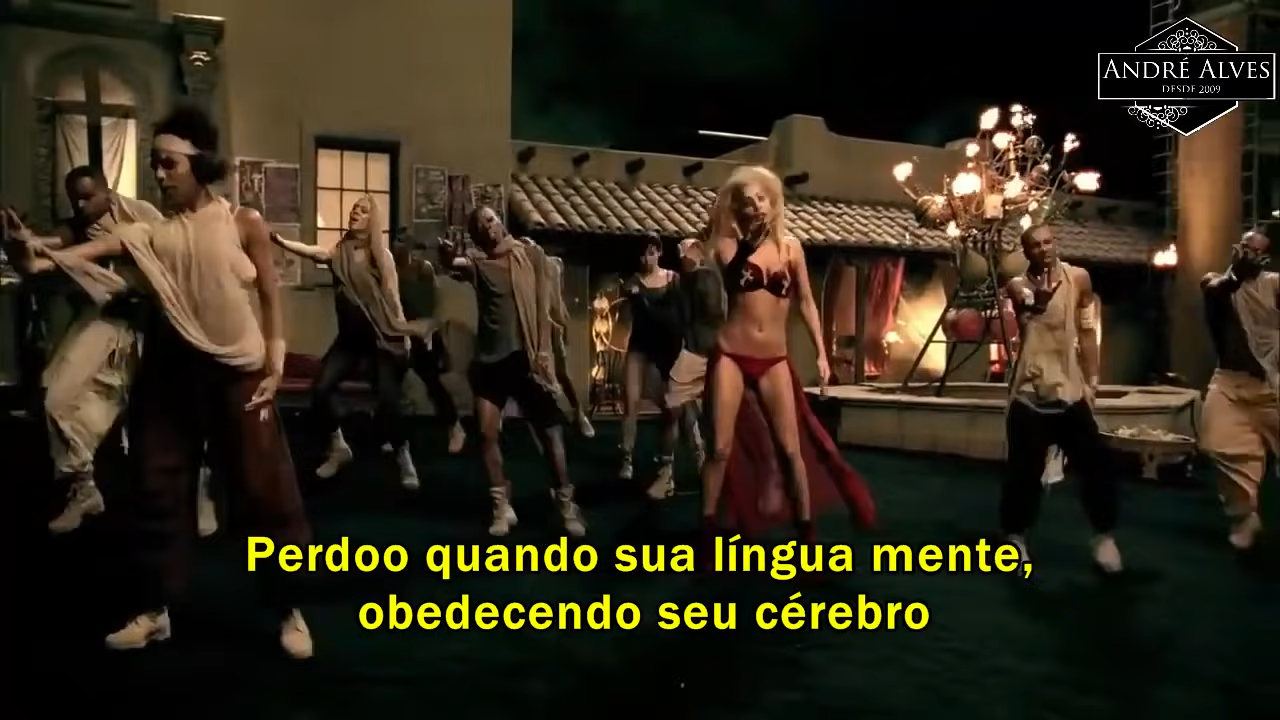 ANDRÉ ALVES
DESDE 2009
Perdoo quando sua língua mente,
obedecendo seu cérebro